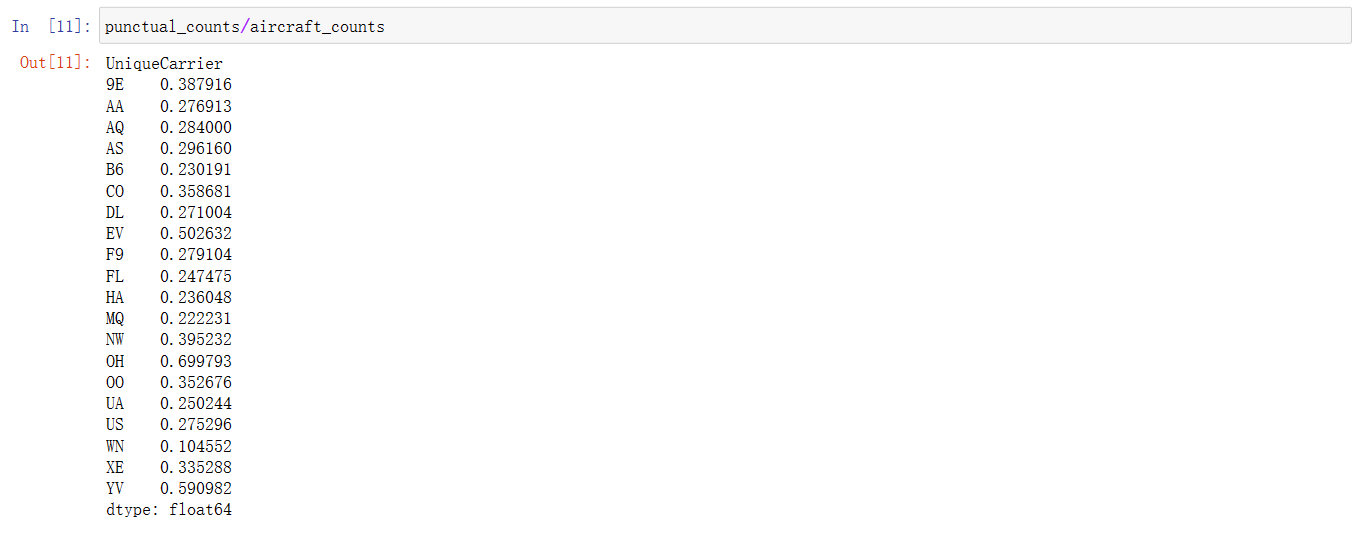 In [11]: punctual_counts/aircraft_counts
Out[11]: UniqueCarrier
9E 0.387916
AA 0.276913
AQ 0.284000
AS 0.296160
B6 0.230191
CO 0.358681
DL 0.271004
EV 0.502632
F9 0.279104
FL 0.247475
HA 0.236048
MQ 0.222231
NW 0.395232
OH 0.699793
OO 0.352676
UA 0.250244
US 0.275296
WN 0.104552
XE 0.335288
YV 0.590982
dtype: float64